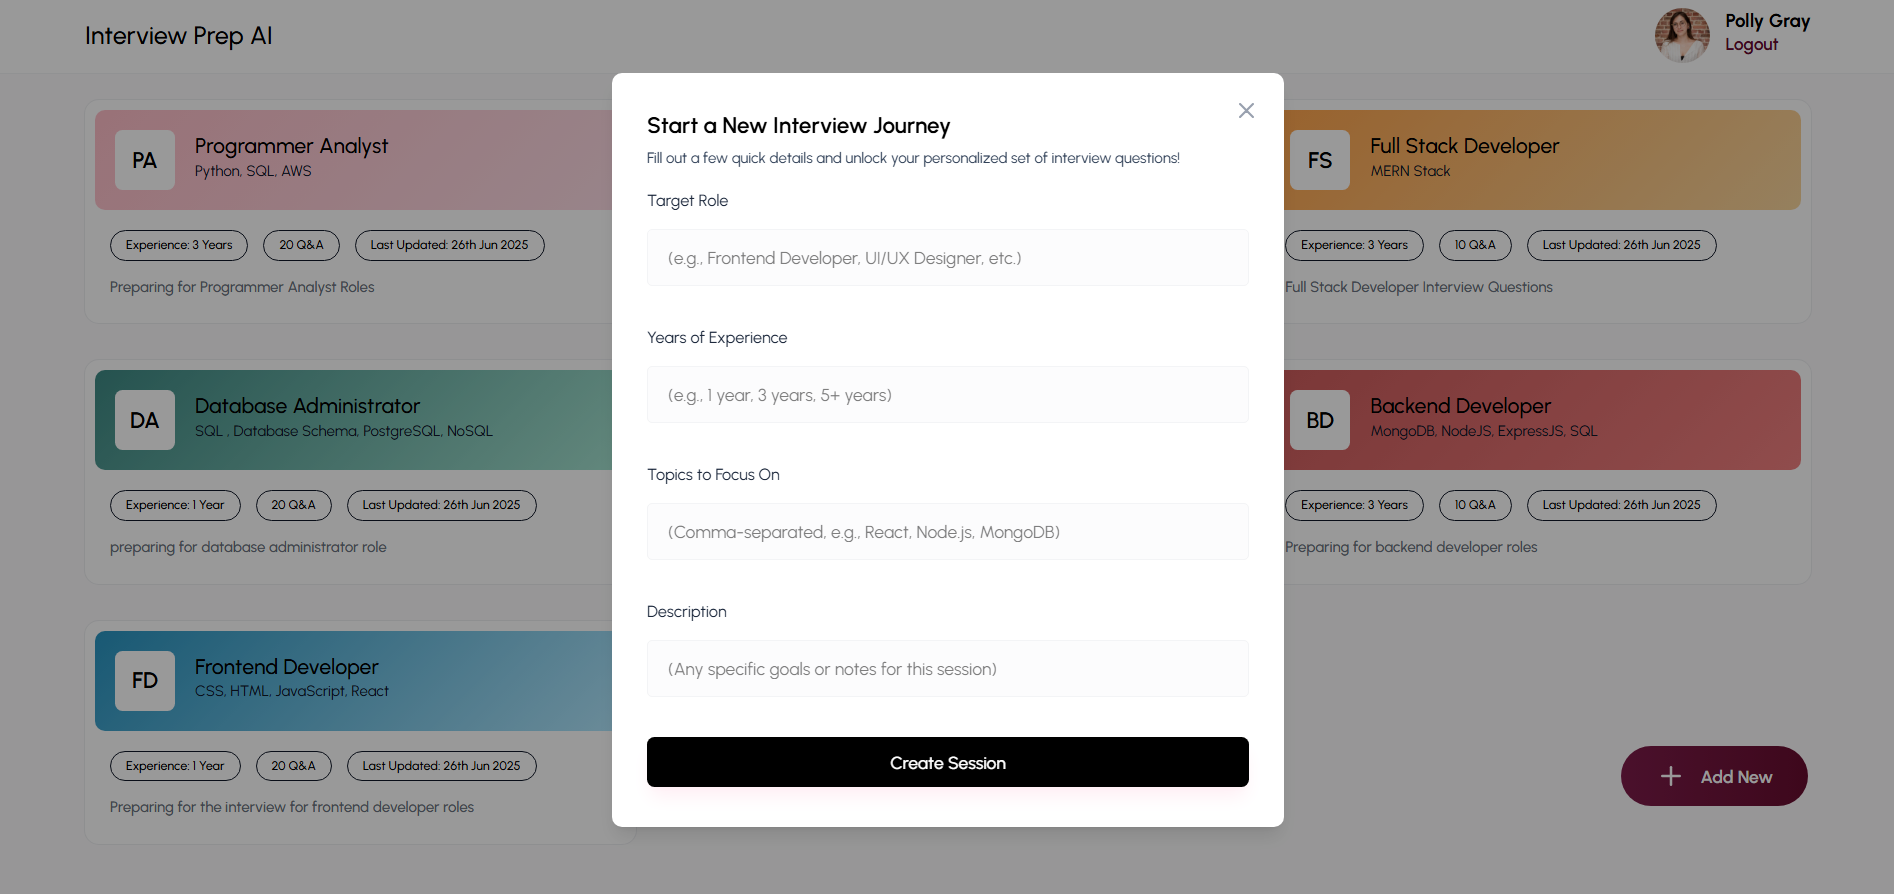 Interview Prep AI
Polly Gray
Logout
PA
Programmer Analyst
Python, SQL, AWS
Experience: 3 Years
20 Q&A
Last Updated: 26th Jun 2025
Preparing for Programmer Analyst Roles
FS
Full Stack Developer
MERN Stack
Experience: 3 Years
10 Q&A
Last Updated: 26th Jun 2025
Full Stack Developer Interview Questions
DA
Database Administrator
SQL , Database Schema, PostgreSQL, NoSQL
Experience: 1 Year
20 Q&A
Last Updated: 26th Jun 2025
preparing for database administrator role
BD
Backend Developer
MongoDB, NodeJS, ExpressJS, SQL
Experience: 3 Years
10 Q&A
Last Updated: 26th Jun 2025
Preparing for backend developer roles
FD
Frontend Developer
CSS, HTML, JavaScript, React
Experience: 1 Year
20 Q&A
Last Updated: 26th Jun 2025
Preparing for the interview for frontend developer roles
Start a New Interview Journey
Fill out a few quick details and unlock your personalized set of interview questions!
Target Role
(e.g., Frontend Developer, UI/UX Designer, etc.)
Years of Experience
(e.g., 1 year, 3 years, 5+ years)
Topics to Focus On
(Comma-separated, e.g., React, Node.js, MongoDB)
Description
(Any specific goals or notes for this session)
Create Session
Add New